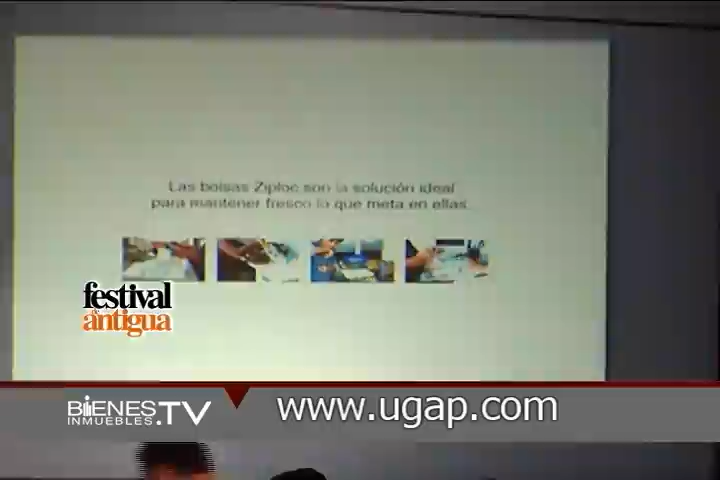 Las bolsas Ziploc son la solución ideal
para mantener fresco lo que meta en ellas.
festival
de antigua
BIENES INMUEBLES.TV
www.ugap.com